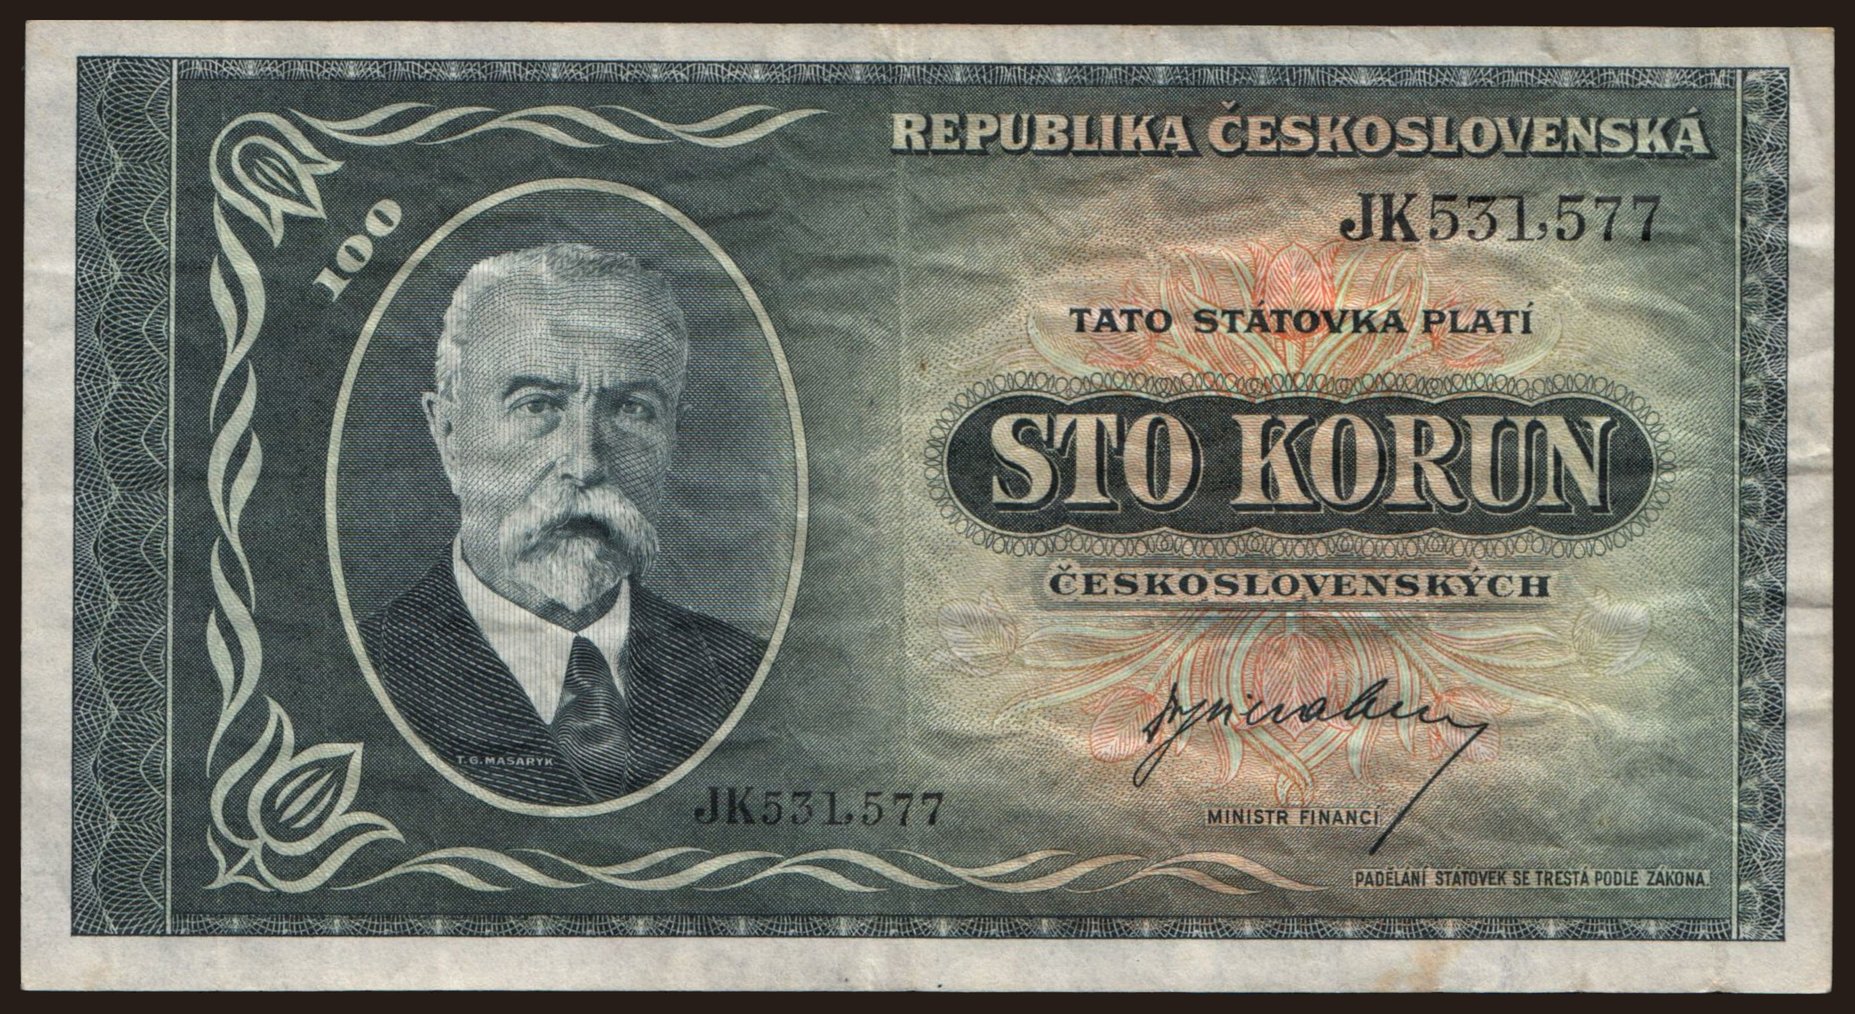 REPUBLIKA ČESKOSLOVENSKÁ
JK531,577
100
TATO STÁTOVKA PLATÍ
STO KORUN
ČESKOSLOVENSKÝCH
T.G.MASARYK
JK531,577
MINISTR FINANCÍ
PADĚLÁNÍ STÁTOVEK SE TRESTÁ PODLE ZÁKONA.